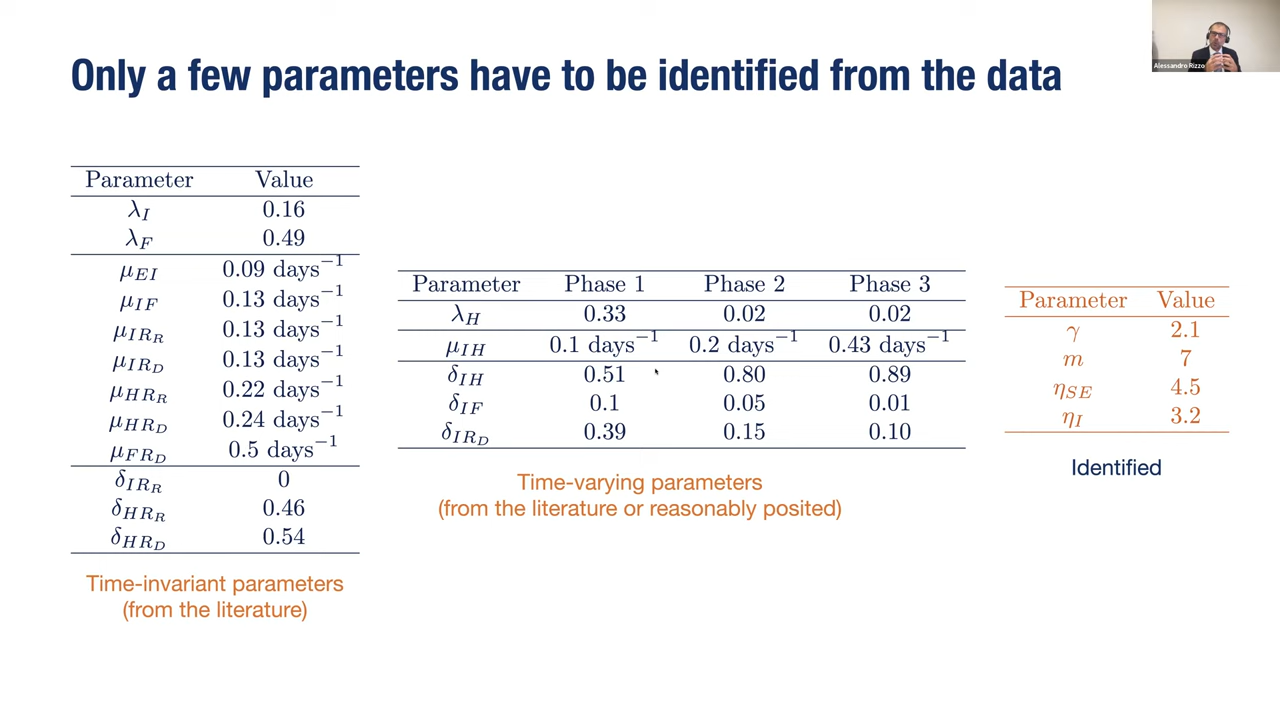 Only a few parameters have to be identified from the data
Alessandro Rizzo
Parameter Value
λ_I 0.16
λ_F 0.49
μ_EI 0.09 days⁻¹
μ_IF 0.13 days⁻¹
μ_IR_R 0.13 days⁻¹
μ_IR_D 0.13 days⁻¹
μ_HR_R 0.22 days⁻¹
μ_HR_D 0.24 days⁻¹
μ_FR_D 0.5 days⁻¹
δ_IR_R 0
δ_HR_R 0.46
δ_HR_D 0.54
Time-invariant parameters
(from the literature)
Parameter Phase 1 Phase 2 Phase 3
λ_H 0.33 0.02 0.02
μ_IH 0.1 days⁻¹ 0.2 days⁻¹ 0.43 days⁻¹
δ_IH 0.51 0.80 0.89
δ_IF 0.1 0.05 0.01
δ_IR_D 0.39 0.15 0.10
Time-varying parameters
(from the literature or reasonably posited)
Parameter Value
γ 2.1
m 7
η_SE 4.5
η_I 3.2
Identified